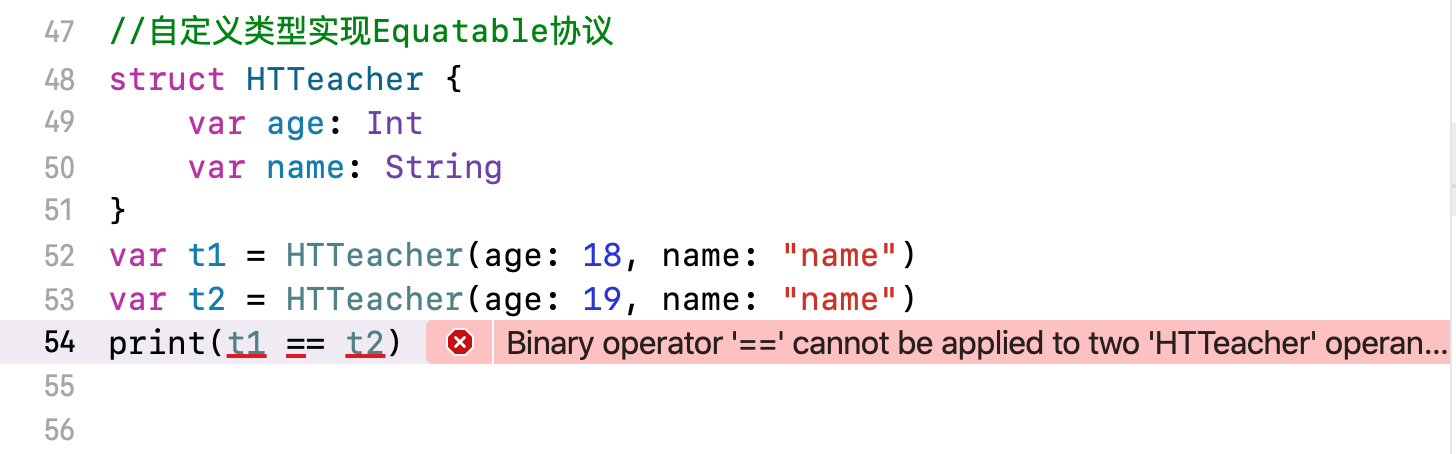 47 //自定义类型实现Equatable协议
48 struct HTTeacher {
49 var age: Int
50 var name: String
51 }
52 var t1 = HTTeacher(age: 18, name: "name")
53 var t2 = HTTeacher(age: 19, name: "name")
54 print(t1 == t2) Binary operator '==' cannot be applied to two 'HTTeacher' operan...
55
56